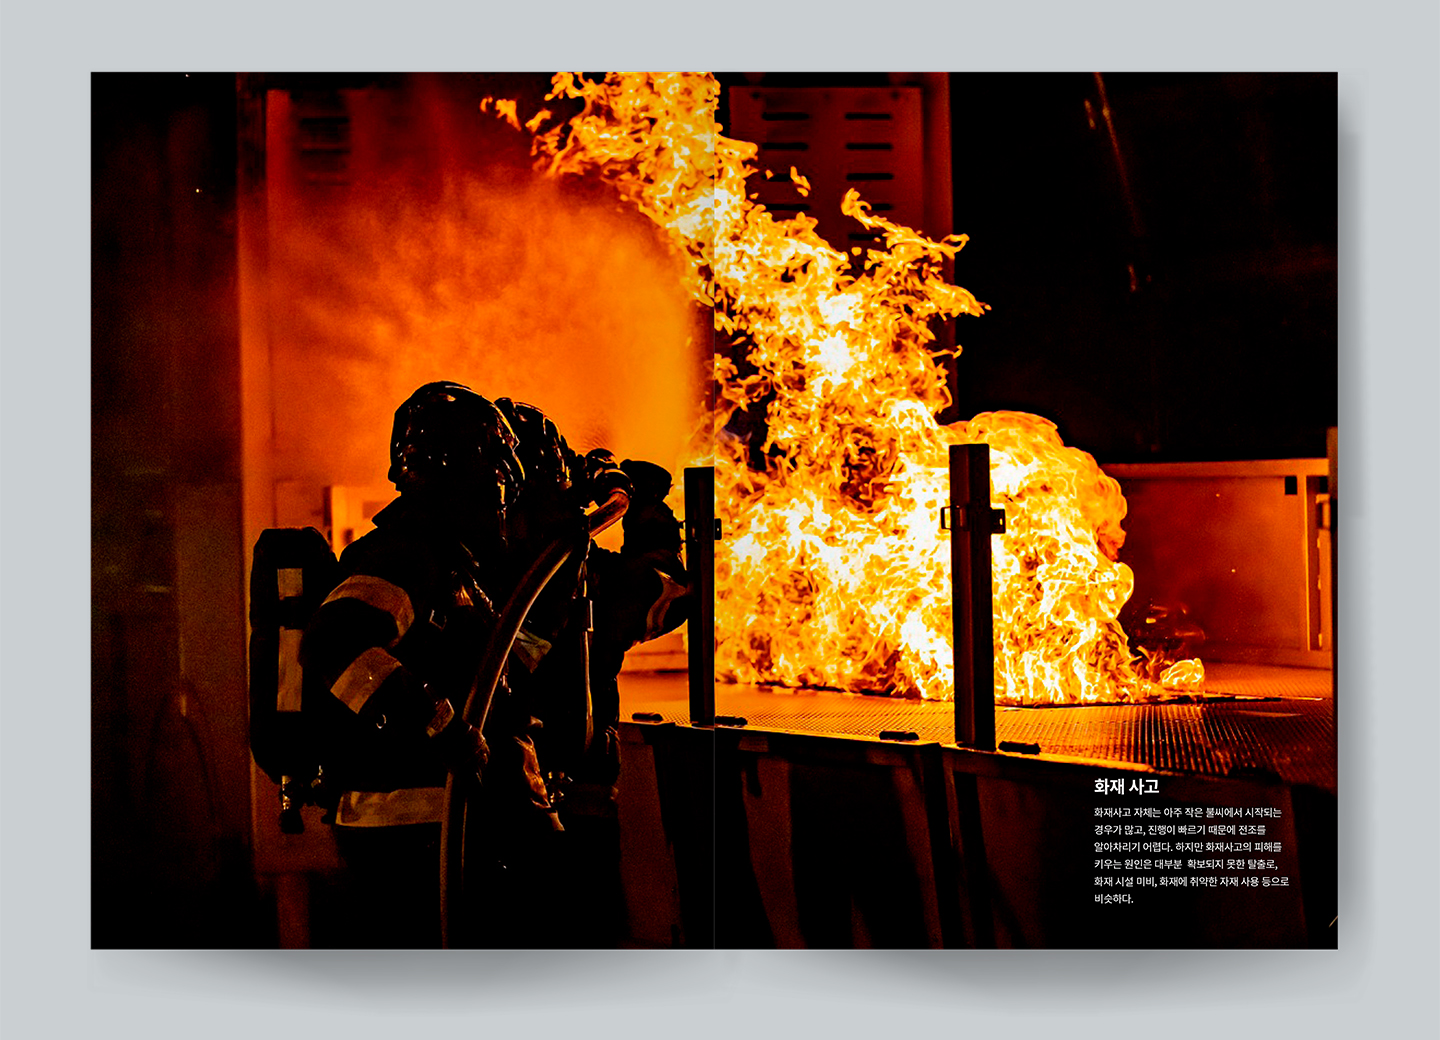 화재 사고
화재사고 자체는 아주 작은 불씨에서 시작되는
경우가 많고, 진행이 빠르기 때문에 전조를
알아차리기 어렵다. 하지만 화재사고의 피해를
키우는 원인은 대부분  확보되지 못한 탈출로,
화재 시설 미비, 화재에 취약한 자재 사용 등으로
비슷하다.